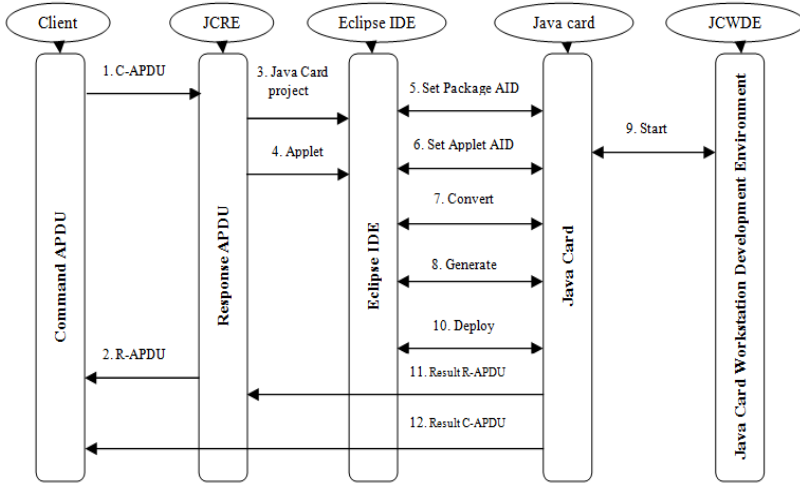 Client
JCRE
Eclipse IDE
Java card
JCWDE
1. C-APDU
3. Java Card
project
5. Set Package AID
4. Applet
6. Set Applet AID
9. Start
7. Convert
8. Generate
10. Deploy
2. R-APDU
11. Result R-APDU
12. Result C-APDU
Command APDU
Response APDU
Eclipse IDE
Java Card
Java Card Workstation Development Environment